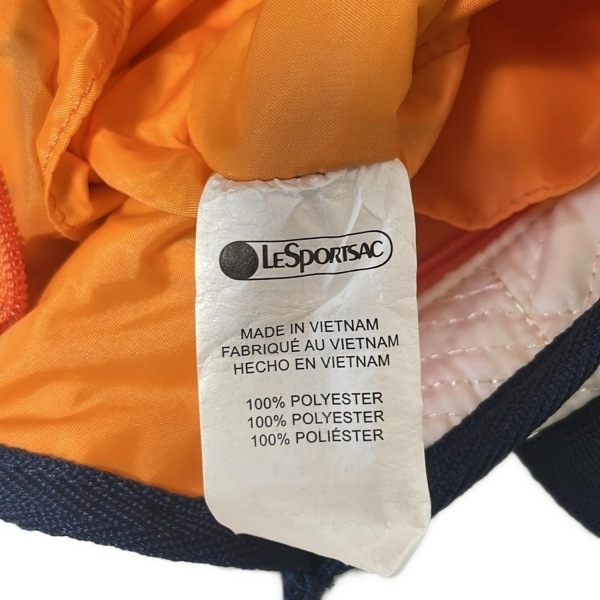 LESPORTSAC
MADE IN VIETNAM
FABRIQUÉ AU VIETNAM
HECHO EN VIETNAM
100% POLYESTER
100% POLYESTER
100% POLIÉSTER